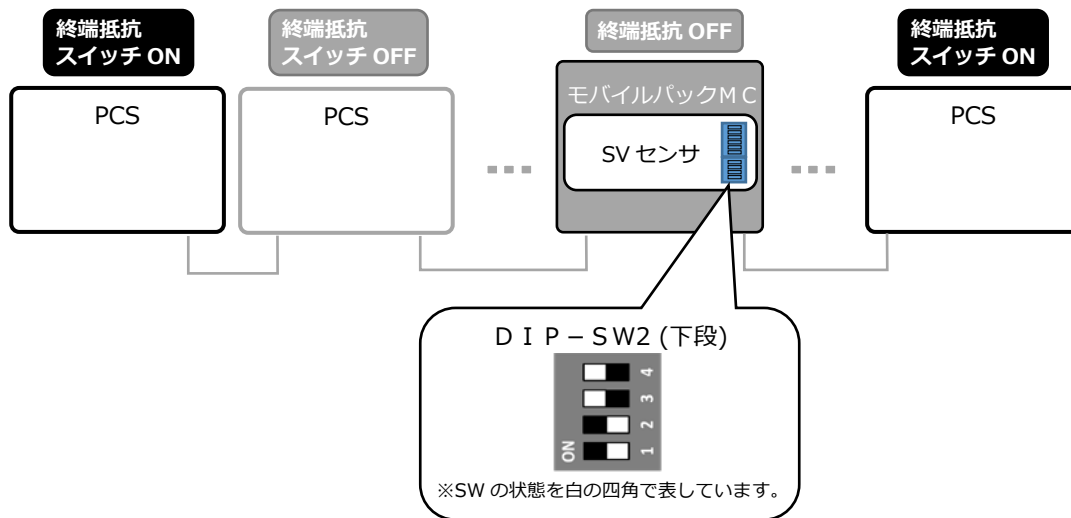 終端抵抗
スイッチ ON
終端抵抗
スイッチ OFF
終端抵抗 OFF
終端抵抗
スイッチ ON
PCS
PCS
モバイルパックＭＣ
SV センサ
PCS
ＤＩＰ－ＳＷ2 (下段)
4
3
2
1
ON
※SW の状態を白の四角で表しています。